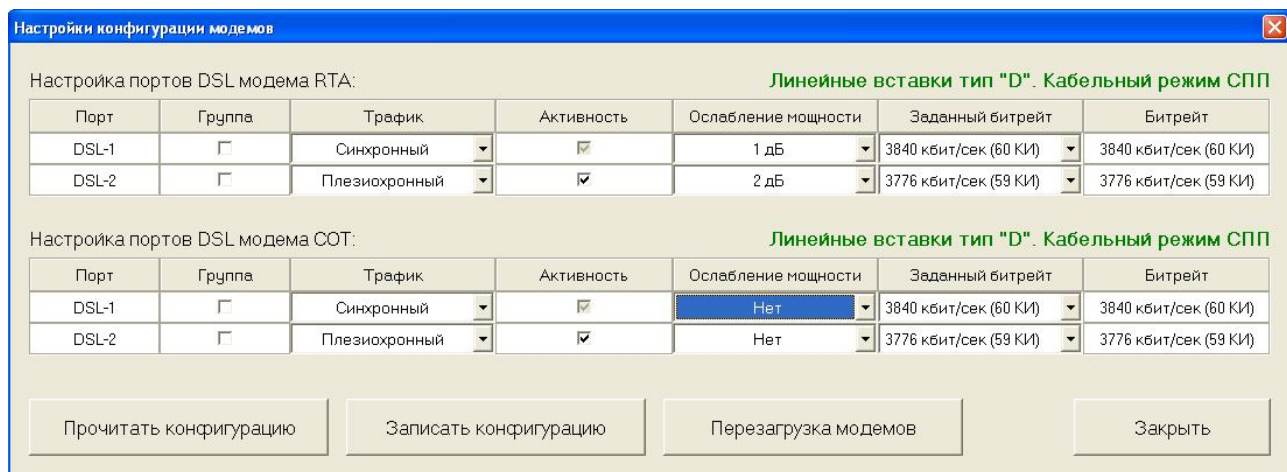 Настройки конфигурации модемов
Настройка портов DSL модема RTA: Линейные вставки тип "D". Кабельный режим СПП
Порт Группа Трафик Активность Ослабление мощности Заданный битрейт Битрейт
DSL-1 Синхронный 1 дБ 3840 кбит/сек (60 КИ) 3840 кбит/сек (60 КИ)
DSL-2 Плезиохронный 2 дБ 3776 кбит/сек (59 КИ) 3776 кбит/сек (59 КИ)
Настройка портов DSL модема COT: Линейные вставки тип "D". Кабельный режим СПП
Порт Группа Трафик Активность Ослабление мощности Заданный битрейт Битрейт
DSL-1 Синхронный Нет 3840 кбит/сек (60 КИ) 3840 кбит/сек (60 КИ)
DSL-2 Плезиохронный Нет 3776 кбит/сек (59 КИ) 3776 кбит/сек (59 КИ)
Прочитать конфигурацию Записать конфигурацию Перезагрузка модемов Закрыть